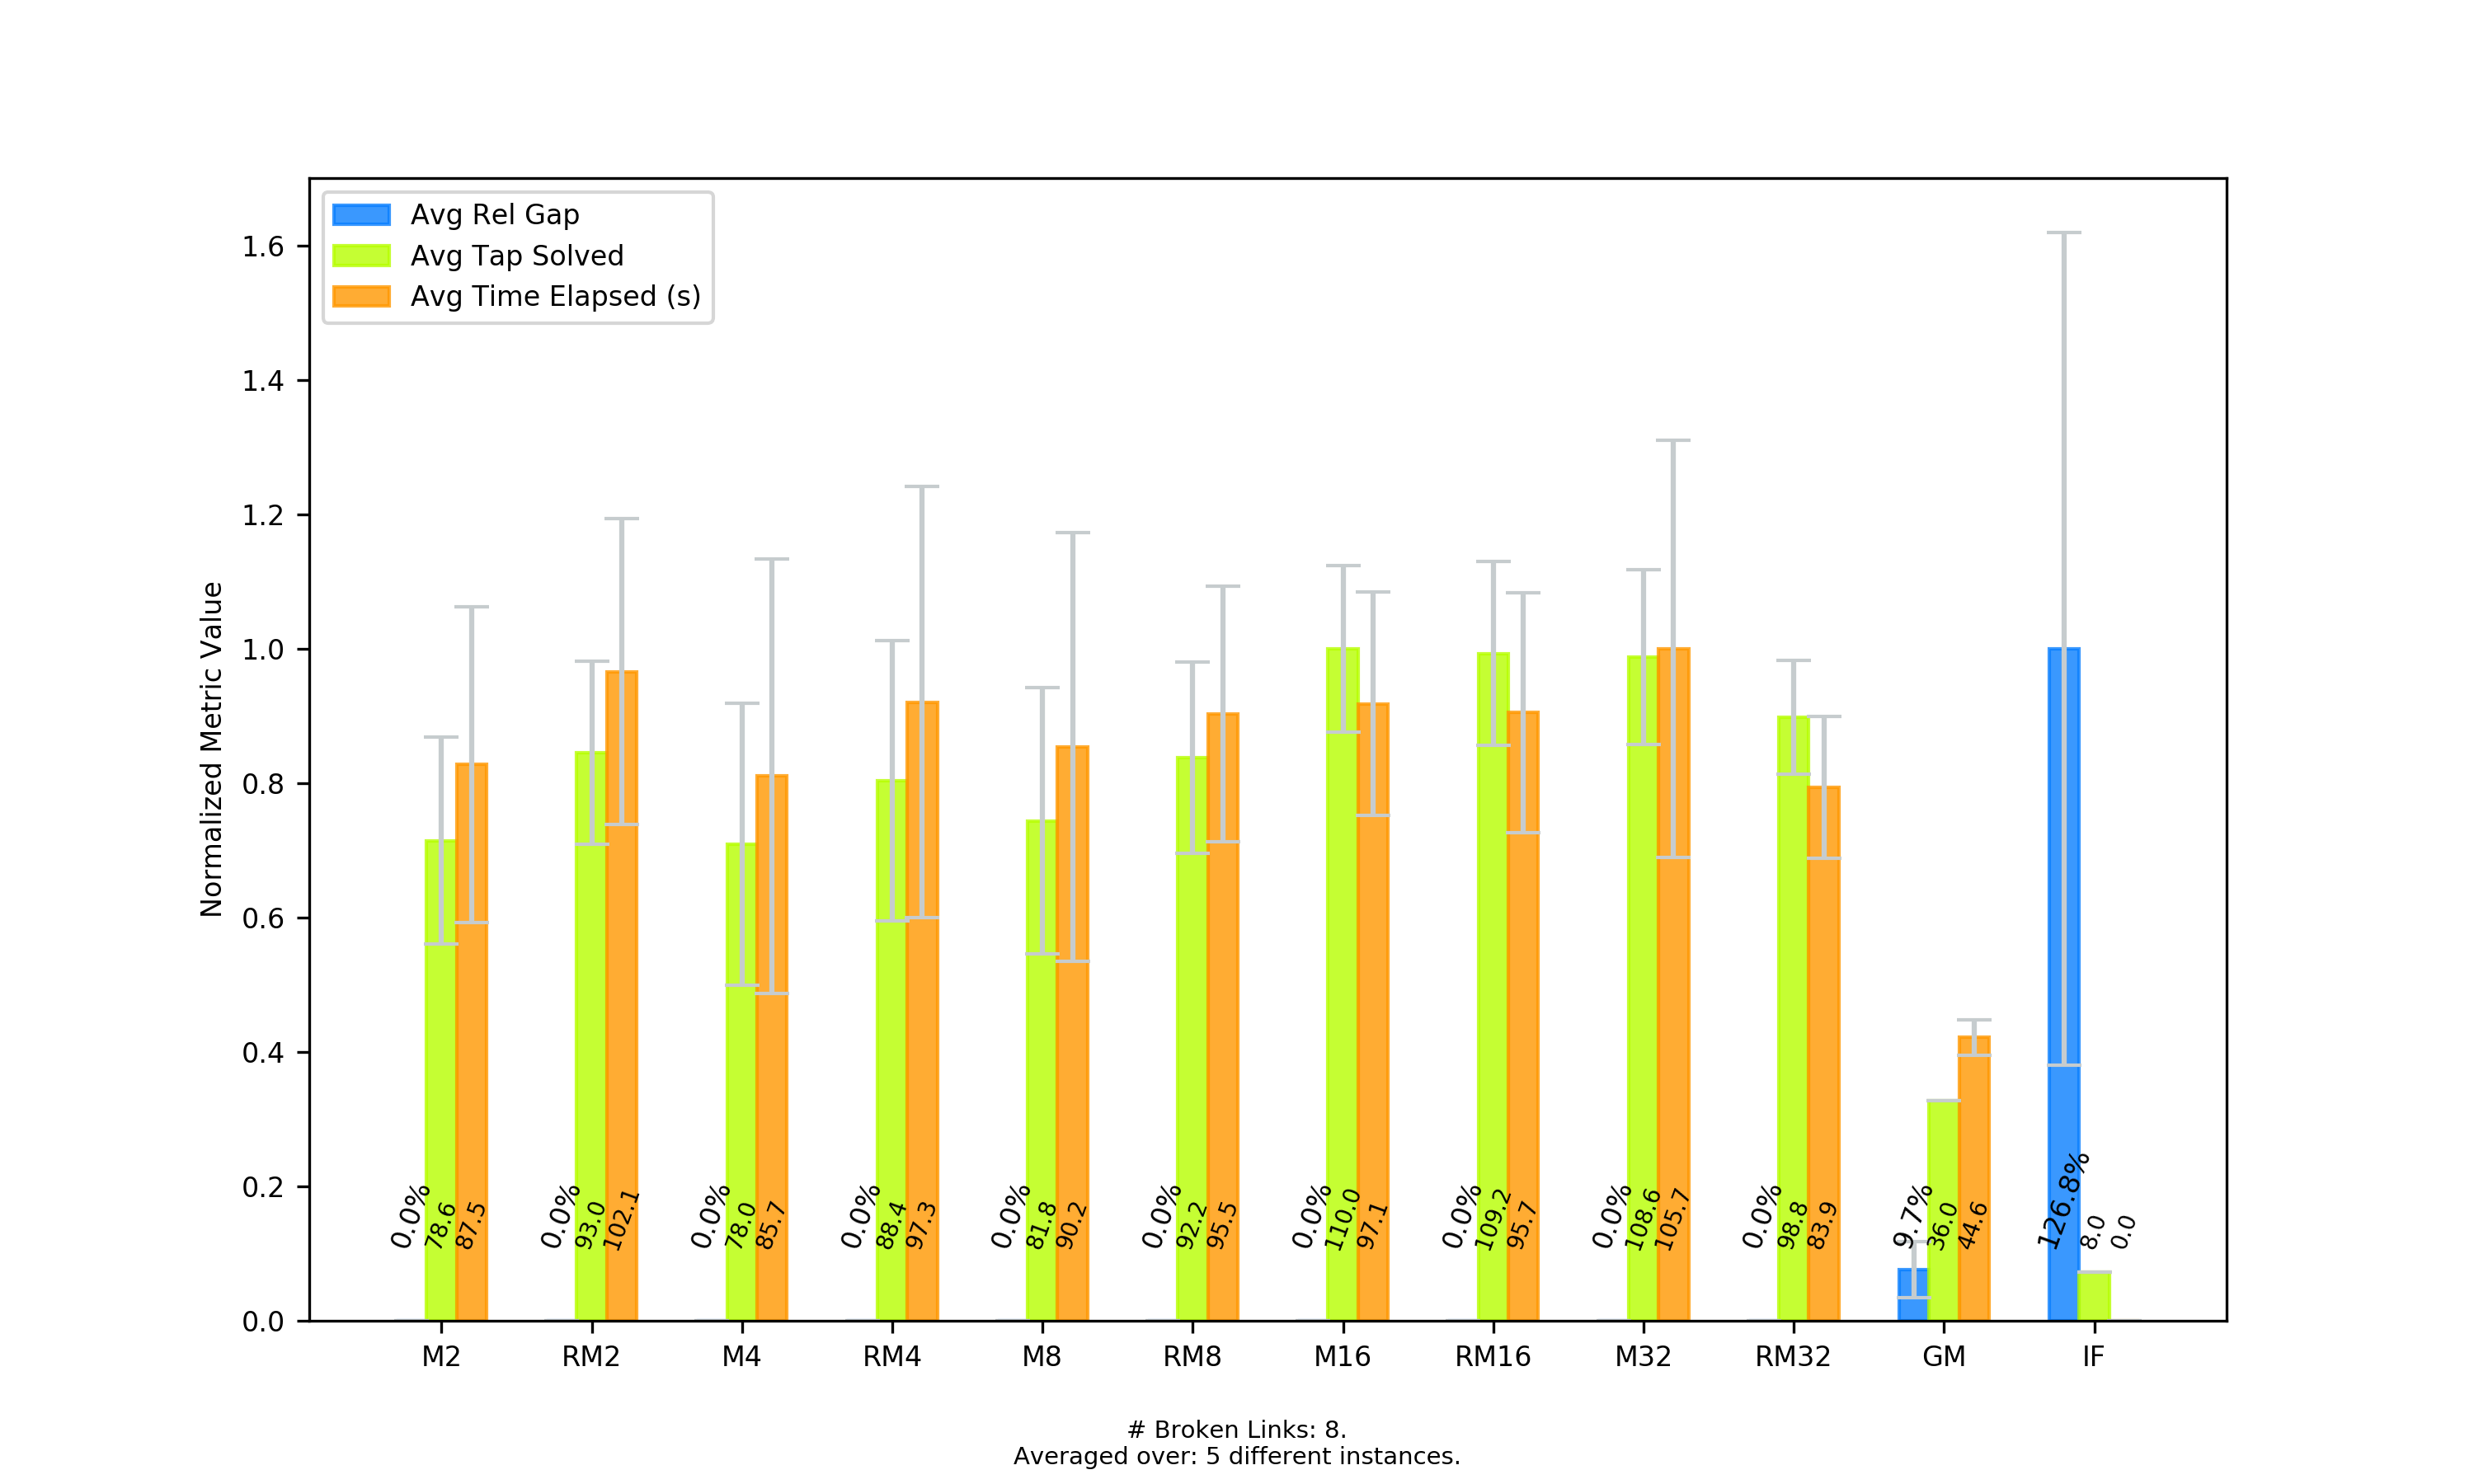 Avg Rel Gap
Avg Tap Solved
Avg Time Elapsed (s)
Normalized Metric Value
1.6
1.4
1.2
1.0
0.8
0.6
0.4
0.2
0.0
0.0% 78.6 87.5
0.0% 93.0 102.1
0.0% 78.0 85.7
0.0% 88.4 97.3
0.0% 81.8 90.2
0.0% 92.2 95.5
0.0% 110.0 97.1
0.0% 109.2 95.7
0.0% 108.6 105.7
0.0% 98.8 83.9
9.7% 36.0 44.6
126.8% 8.0 0.0
M2 RM2 M4 RM4 M8 RM8 M16 RM16 M32 RM32 GM IF
# Broken Links: 8.
Averaged over: 5 different instances.